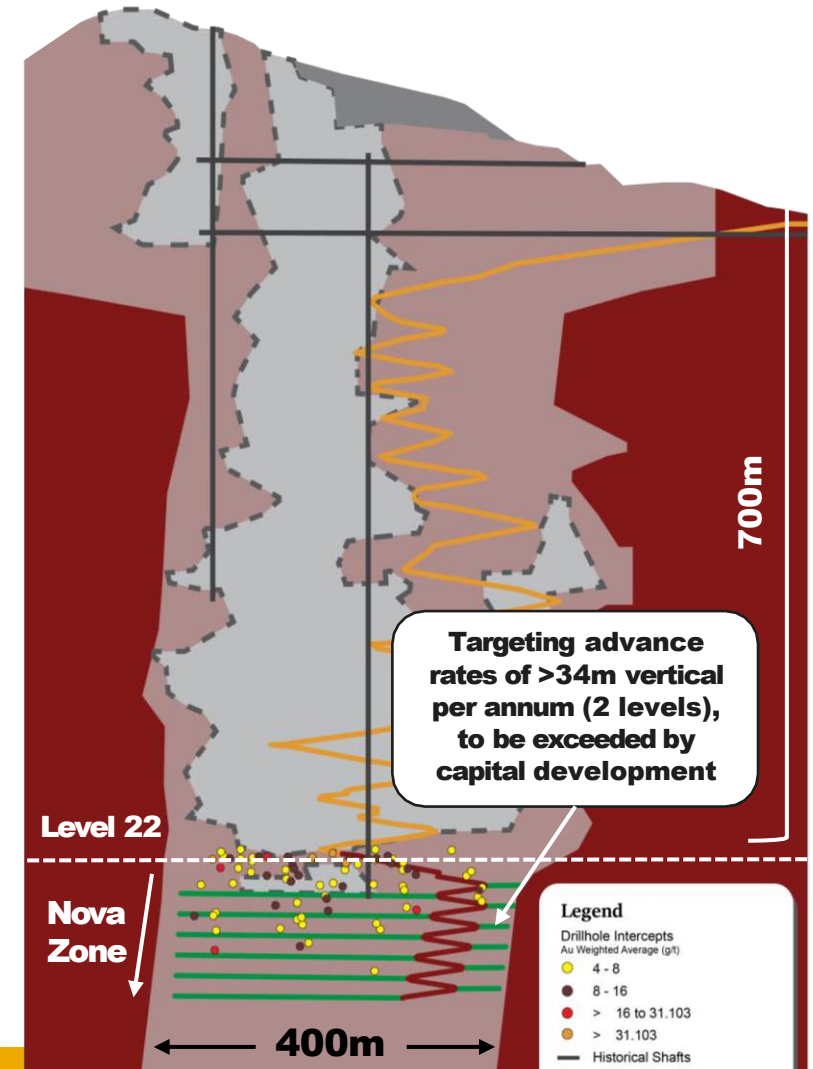 700m
Targeting advance
rates of >34m vertical
per annum (2 levels),
to be exceeded by
capital development
Level 22
Nova
Zone
400m
Legend
Drillhole Intercepts
Au Weighted Average (g/t)
4 - 8
8 - 16
> 16 to 31.103
> 31.103
Historical Shafts